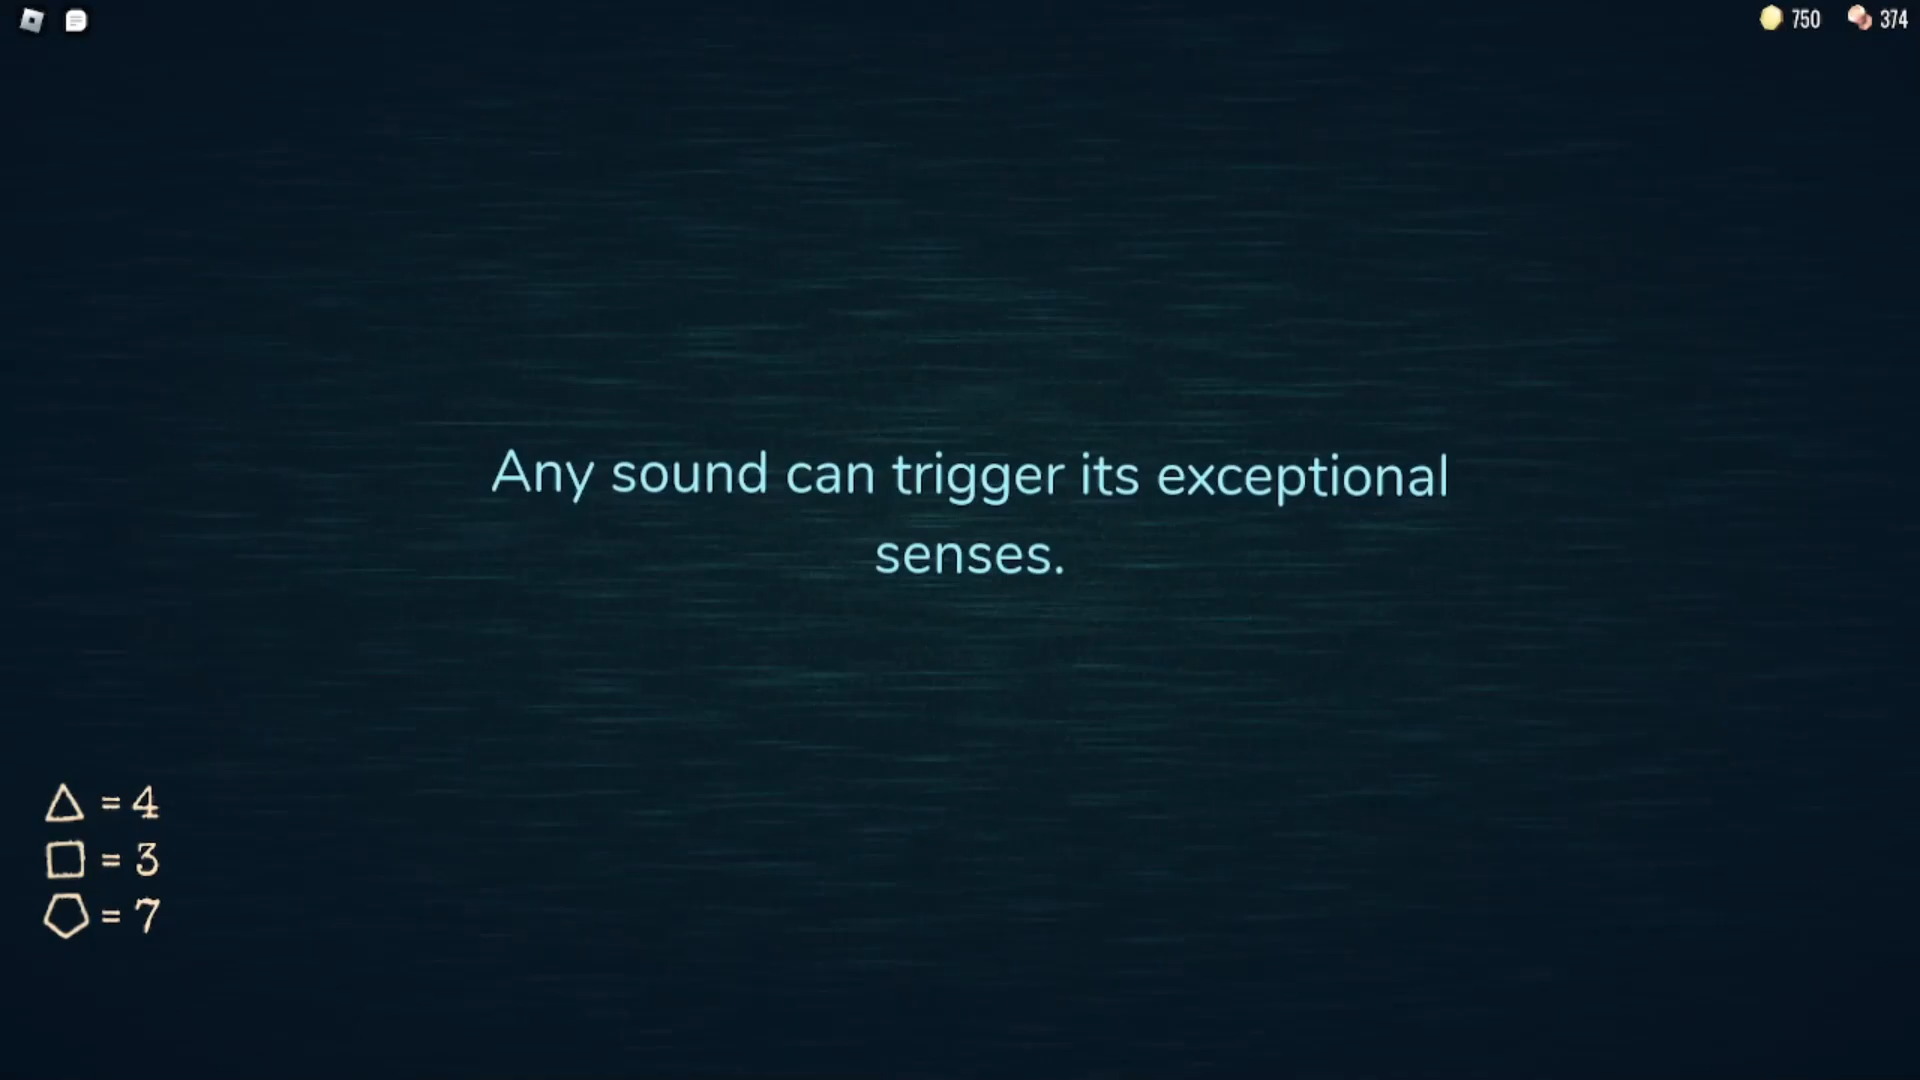 750 374
Any sound can trigger its exceptional
senses.
= 4
= 3
= 7